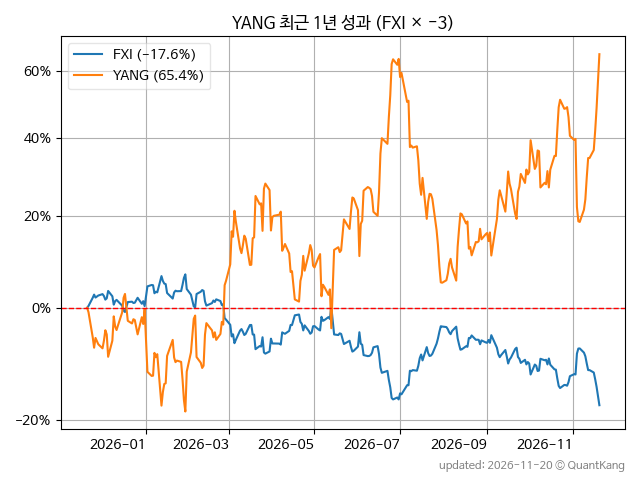 YANG 최근 1년 성과 (FXI × -3)
FXI (-17.6%)
YANG (65.4%)
60%
40%
20%
0%
-20%
2026-01 2026-03 2026-05 2026-07 2026-09 2026-11
updated: 2026-11-20 © QuantKang